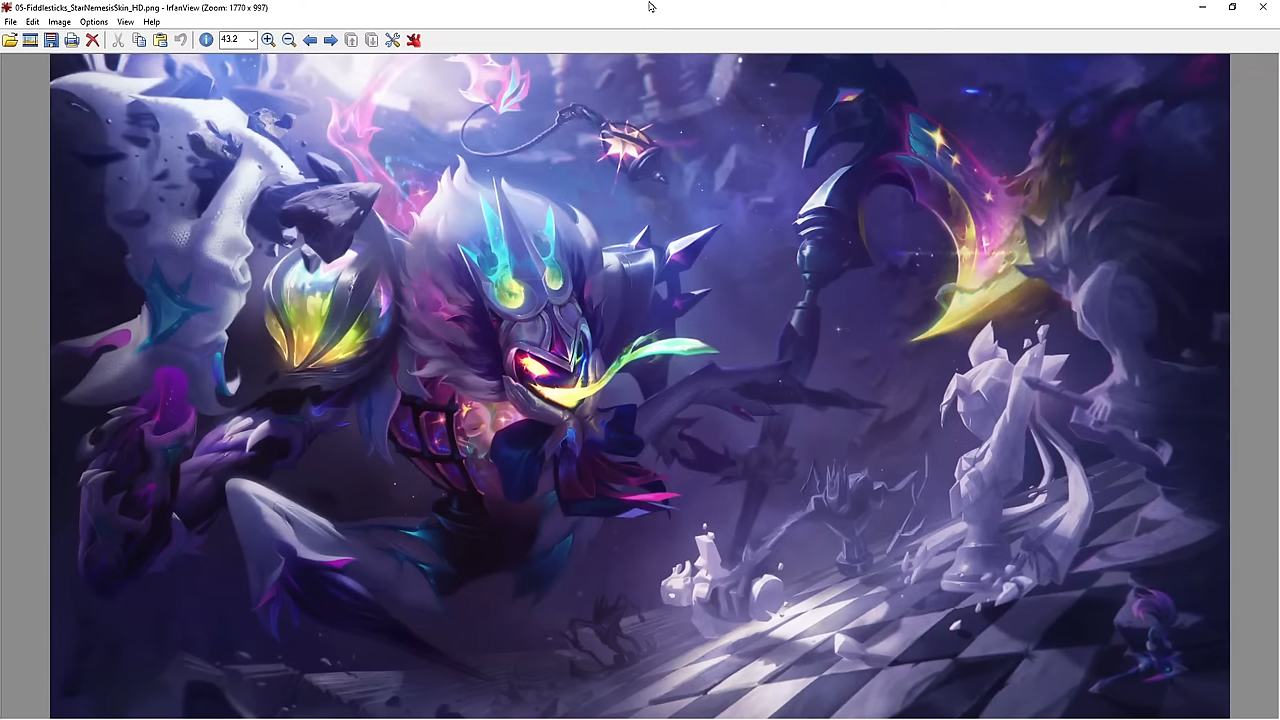 05-Fiddlesticks_StarNemesisSkin_HD.png - IrfanView (Zoom: 1770 x 997)
File Edit Image Options View Help
43.2